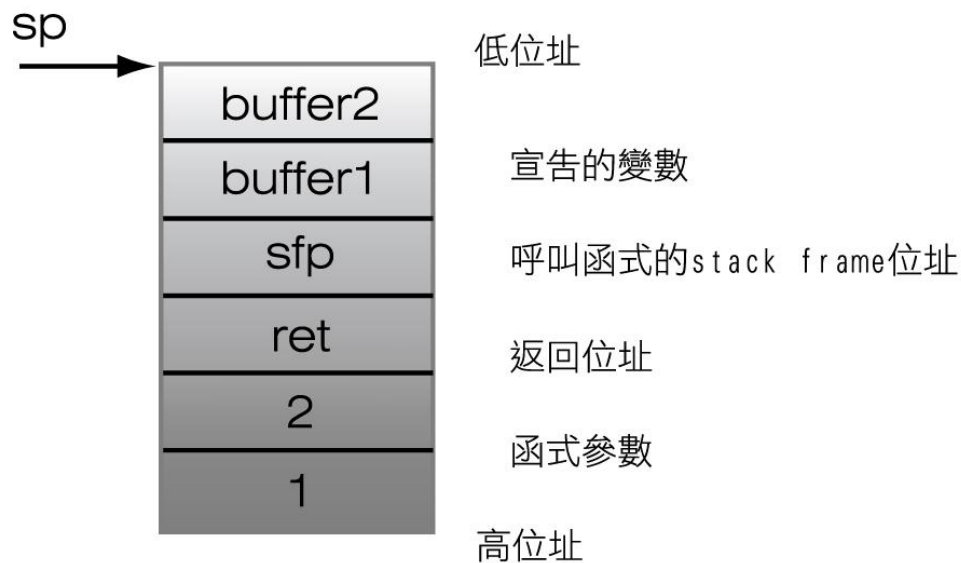 sp
低位址
buffer2
宣告的變數
buffer1
sfp
呼叫函式的stack frame位址
ret
返回位址
2
函式參數
1
高位址